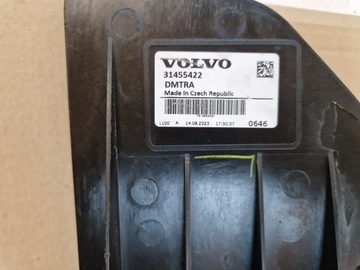 VOLVO
31455422
DMTRA
Made in Czech Republic
L100 A 14.08.2023 17:30:37 0646